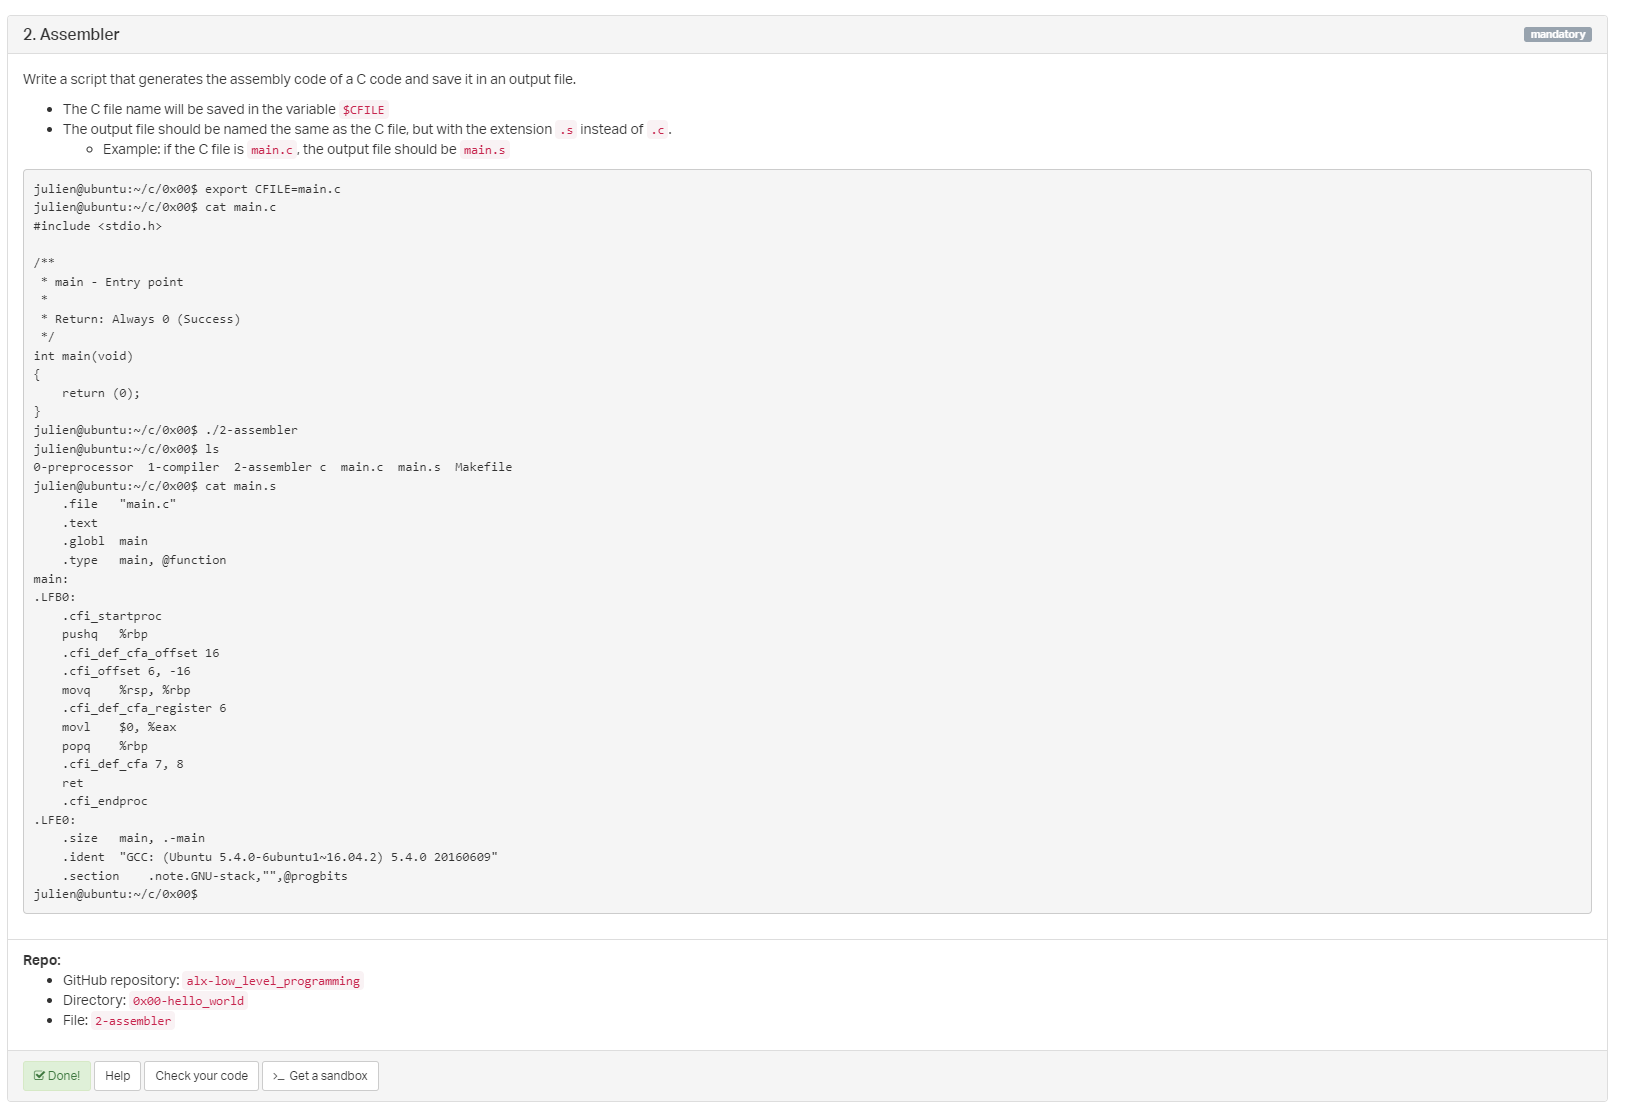 2. Assembler
mandatory
Write a script that generates the assembly code of a C code and save it in an output file.
The C file name will be saved in the variable $CFILE
The output file should be named the same as the C file, but with the extension .s instead of .c.
Example: if the C file is main.c, the output file should be main.s
julien@ubuntu:~/c/0x00$ export CFILE=main.c
julien@ubuntu:~/c/0x00$ cat main.c
#include <stdio.h>
/**
 * main - Entry point
 *
 * Return: Always 0 (Success)
 */
int main(void)
{
    return (0);
}
julien@ubuntu:~/c/0x00$ ./2-assembler
julien@ubuntu:~/c/0x00$ ls
0-preprocessor  1-compiler  2-assembler c  main.c  main.s  Makefile
julien@ubuntu:~/c/0x00$ cat main.s
    .file   "main.c"
    .text
    .globl  main
    .type   main, @function
main:
.LFB0:
    .cfi_startproc
    pushq   %rbp
    .cfi_def_cfa_offset 16
    .cfi_offset 6, -16
    movq    %rsp, %rbp
    .cfi_def_cfa_register 6
    movl    $0, %eax
    popq    %rbp
    .cfi_def_cfa 7, 8
    ret
    .cfi_endproc
.LFE0:
    .size   main, .-main
    .ident  "GCC: (Ubuntu 5.4.0-6ubuntu1~16.04.2) 5.4.0 20160609"
    .section    .note.GNU-stack,"",@progbits
julien@ubuntu:~/c/0x00$
Repo:
GitHub repository: alx-low_level_programming
Directory: 0x00-hello_world
File: 2-assembler
Done! Help Check your code >_ Get a sandbox